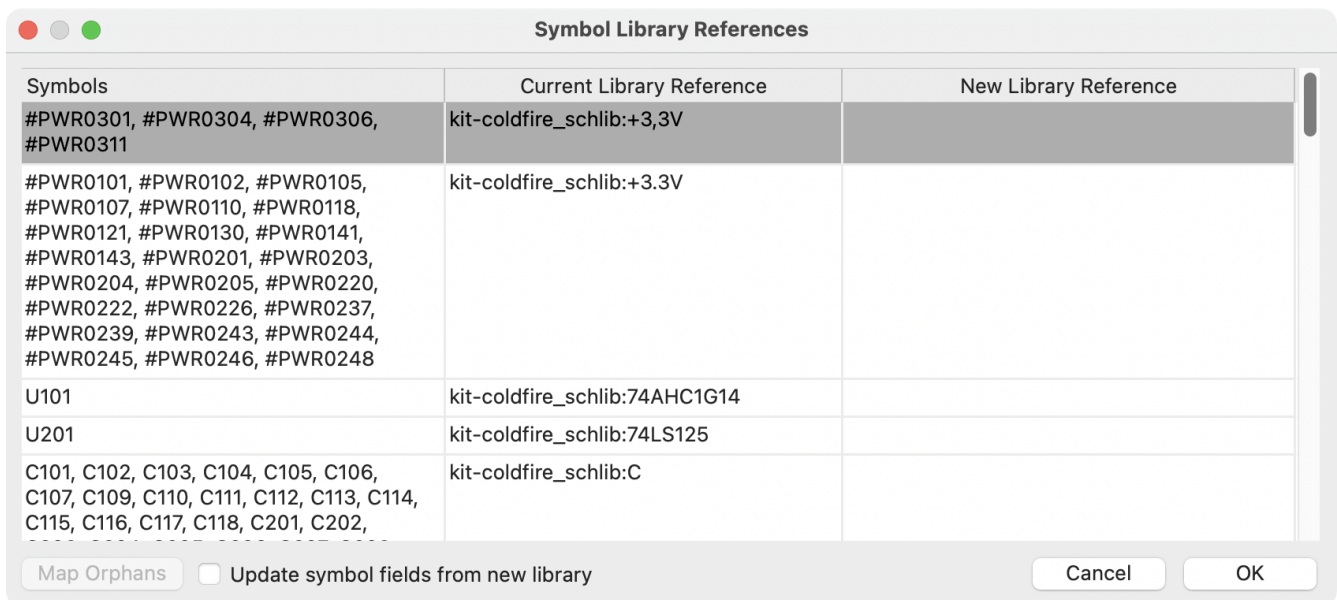 Symbol Library References
Symbols Current Library Reference New Library Reference
#PWR0301, #PWR0304, #PWR0306, kit-coldfire_schlib:+3,3V
#PWR0311
#PWR0101, #PWR0102, #PWR0105, kit-coldfire_schlib:+3.3V
#PWR0107, #PWR0110, #PWR0118,
#PWR0121, #PWR0130, #PWR0141,
#PWR0143, #PWR0201, #PWR0203,
#PWR0204, #PWR0205, #PWR0220,
#PWR0222, #PWR0226, #PWR0237,
#PWR0239, #PWR0243, #PWR0244,
#PWR0245, #PWR0246, #PWR0248
U101 kit-coldfire_schlib:74AHC1G14
U201 kit-coldfire_schlib:74LS125
C101, C102, C103, C104, C105, C106, kit-coldfire_schlib:C
C107, C109, C110, C111, C112, C113, C114,
C115, C116, C117, C118, C201, C202,
Map Orphans Update symbol fields from new library Cancel OK